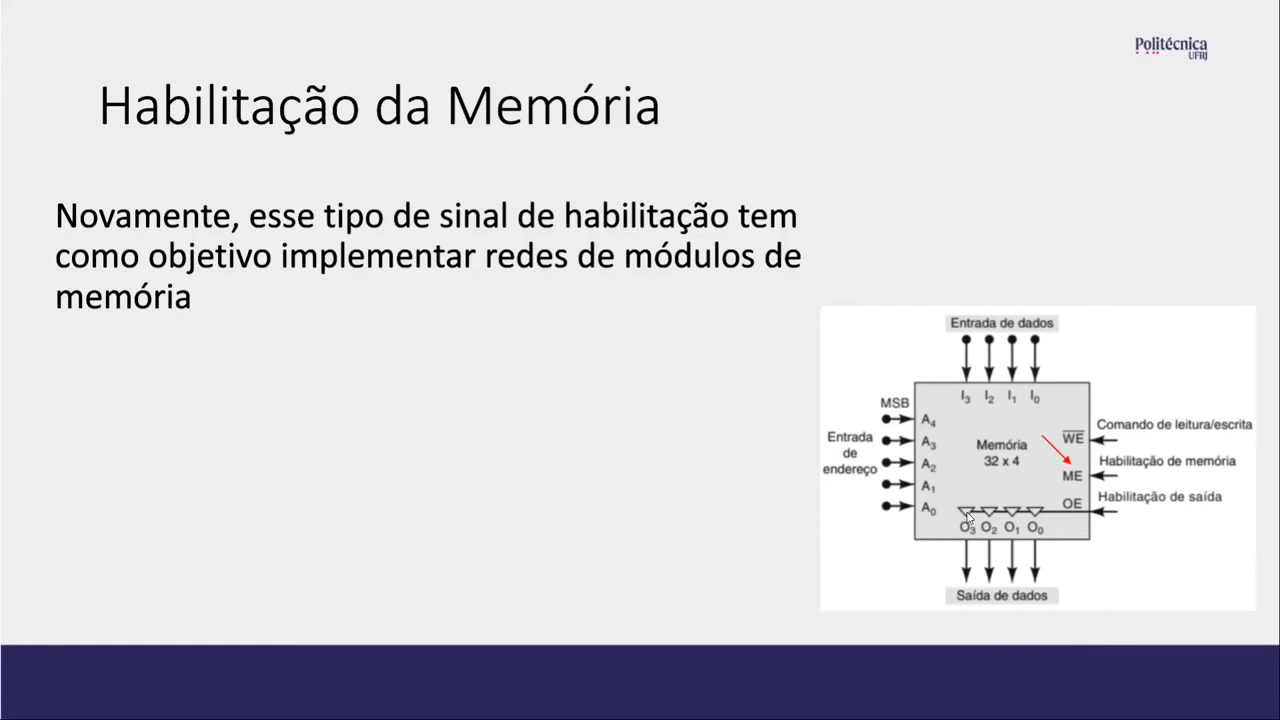 Politécnica
UFRJ
Habilitação da Memória
Novamente, esse tipo de sinal de habilitação tem
como objetivo implementar redes de módulos de
memória
Entrada de dados
I3 I2 I1 I0
MSB
A4
A3
A2
A1
A0
Entrada
de
endereço
Memória
32 x 4
W̅E̅
ME
OE
Comando de leitura/escrita
Habilitação de memória
Habilitação de saída
O3 O2 O1 O0
Saída de dados